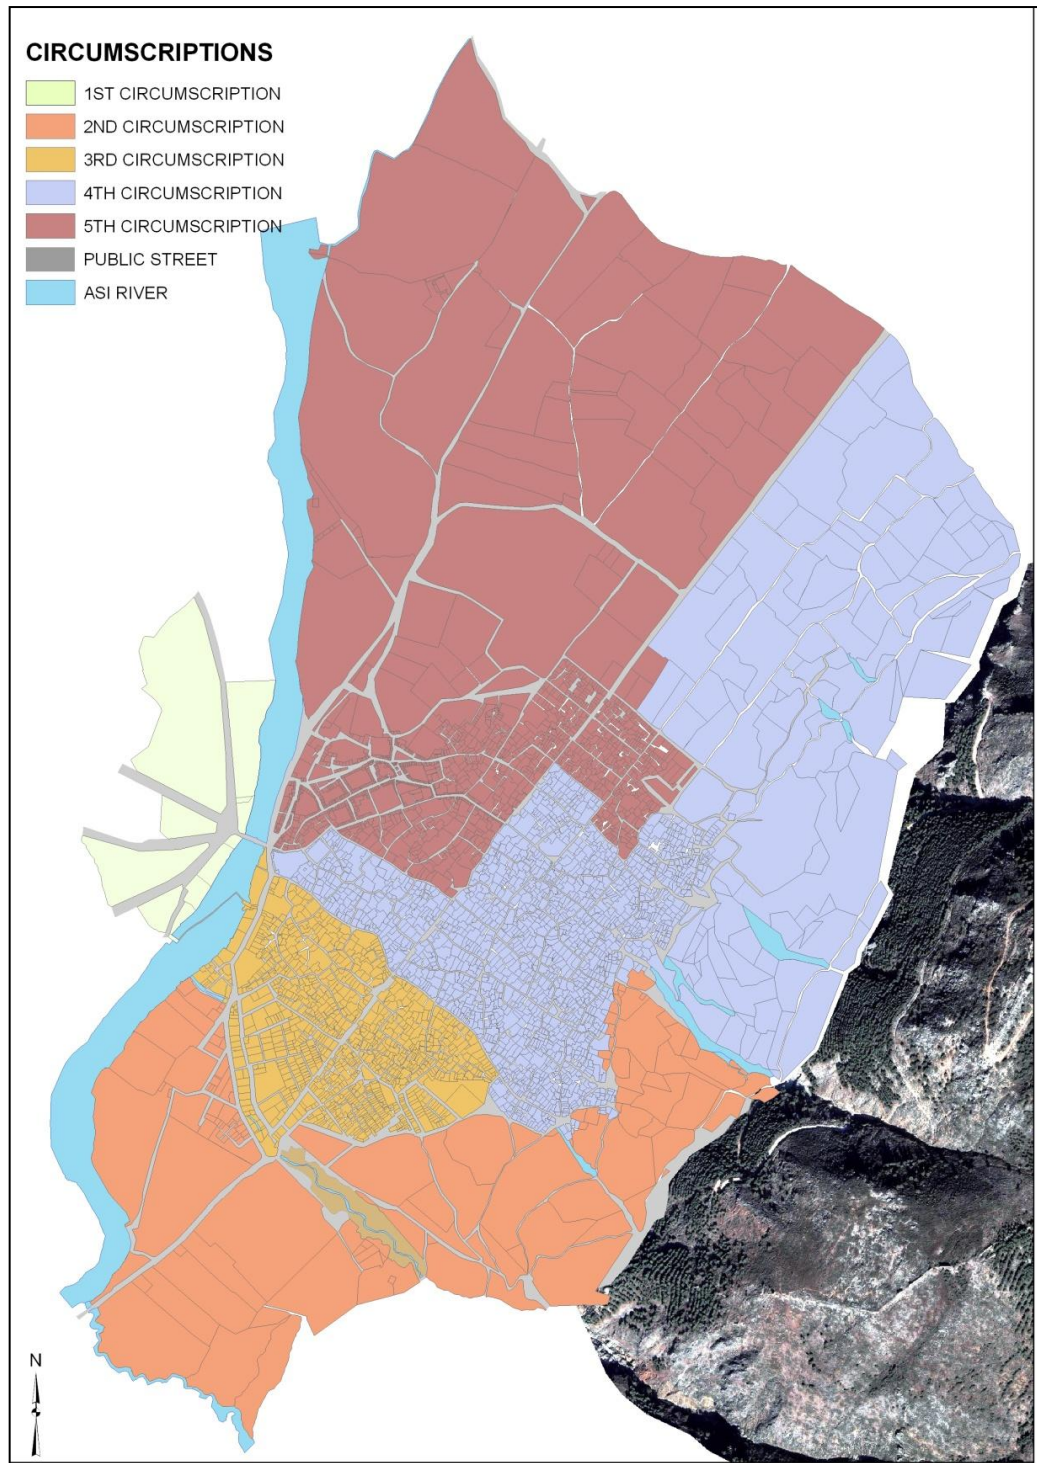 CIRCUMSCRIPTIONS
1ST CIRCUMSCRIPTION
2ND CIRCUMSCRIPTION
3RD CIRCUMSCRIPTION
4TH CIRCUMSCRIPTION
5TH CIRCUMSCRIPTION
PUBLIC STREET
ASI RIVER
N